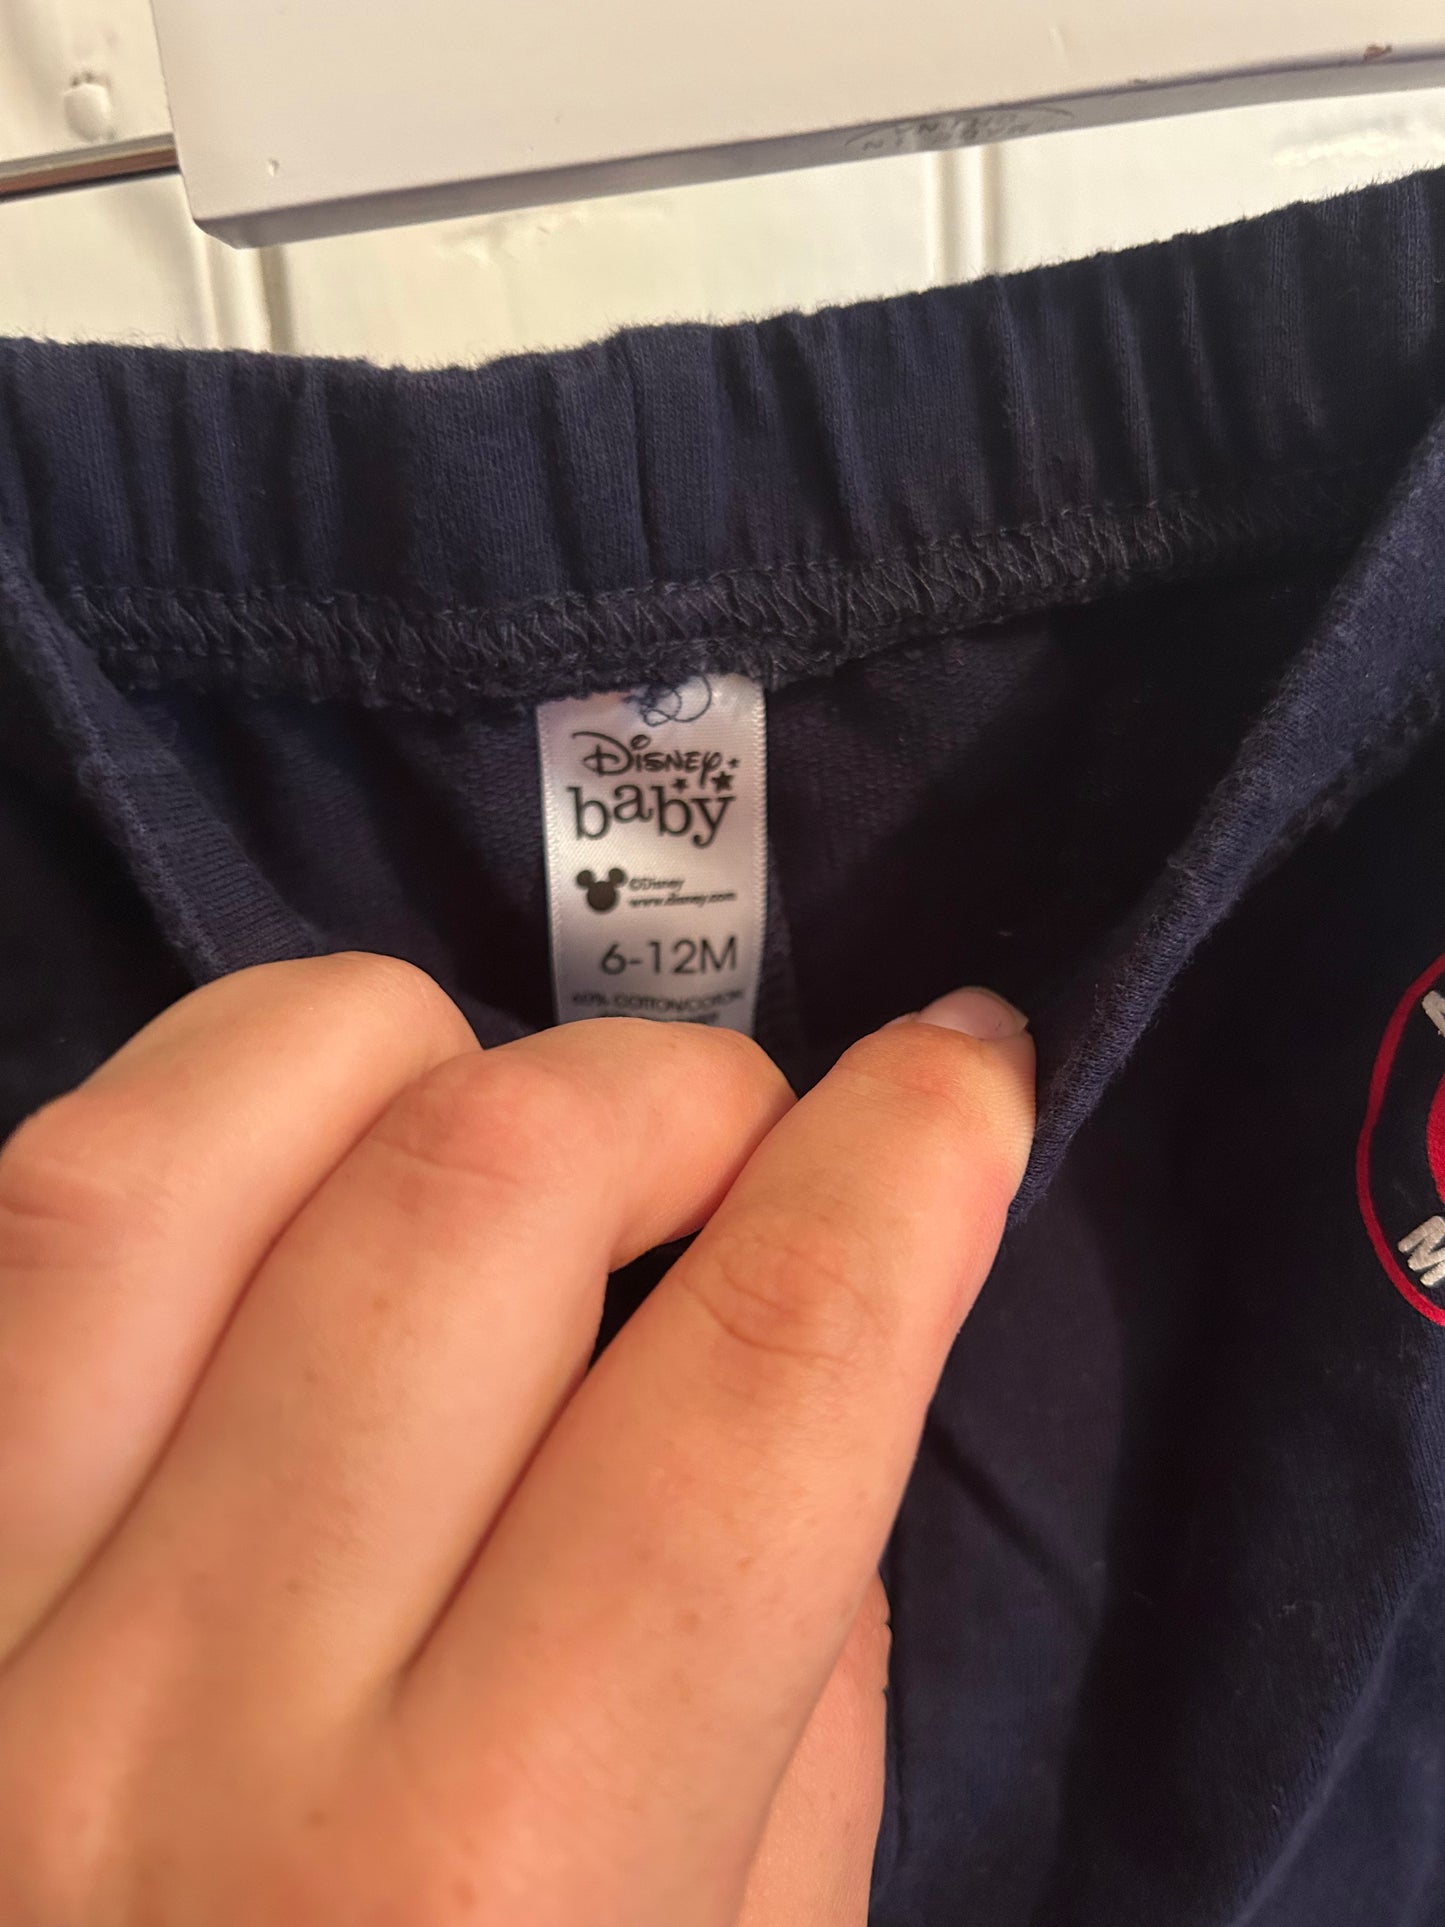 Disney
baby
©Disney
www.disney.com
6-12M
60% COTTON/COTON